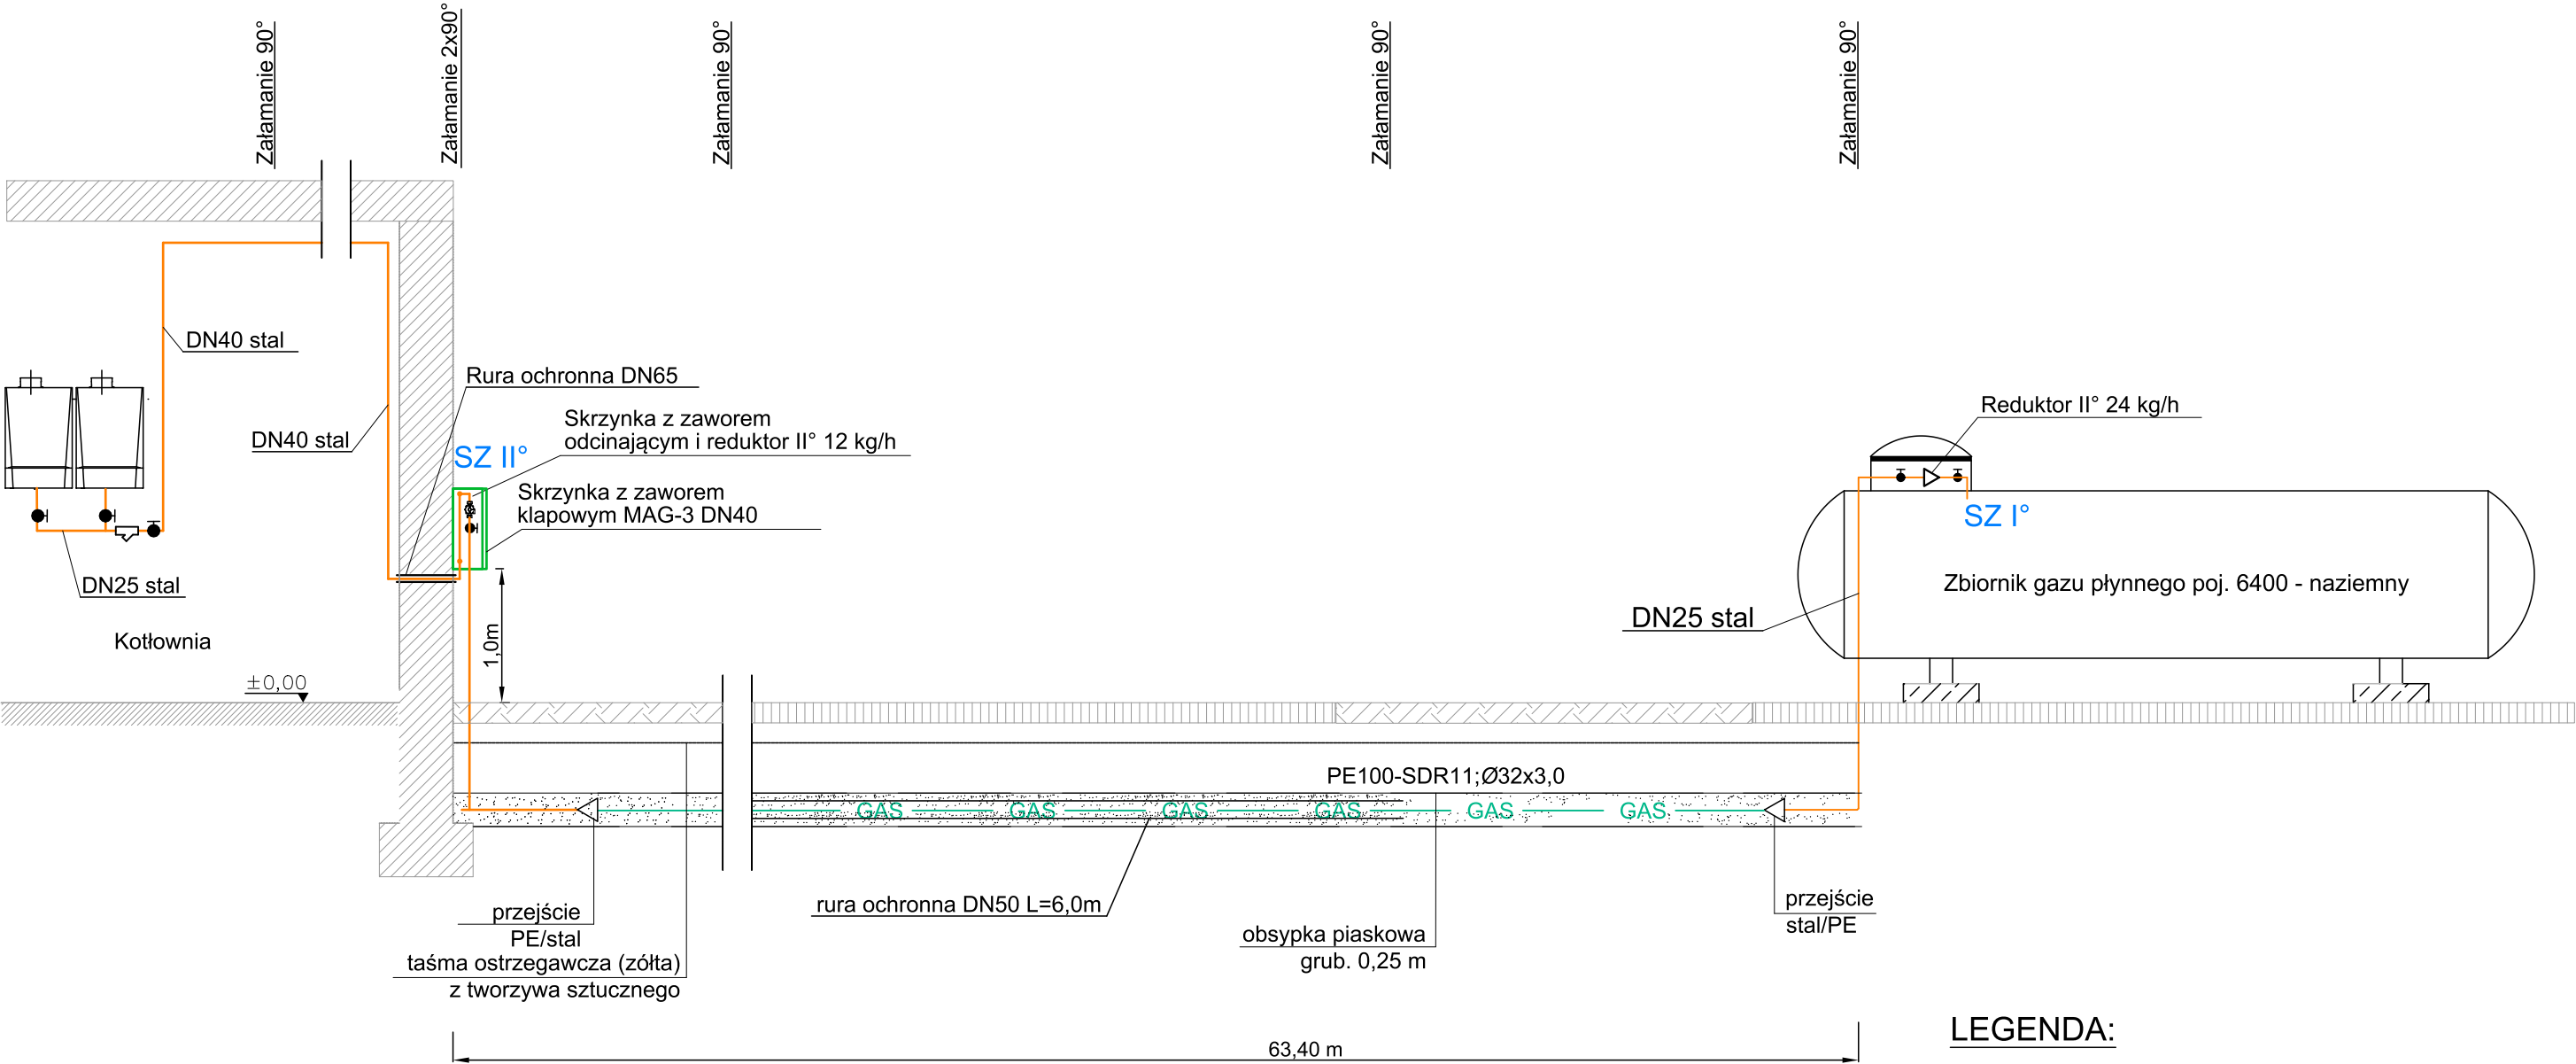 Załamanie 90°
Załamanie 2x90°
Załamanie 90°
Załamanie 90°
Załamanie 90°
DN40 stal
Rura ochronna DN65
Skrzynka z zaworem
odcinającym i reduktor II° 12 kg/h
Reduktor II° 24 kg/h
DN40 stal
SZ II°
Skrzynka z zaworem
klapowym MAG-3 DN40
SZ I°
DN25 stal
Zbiornik gazu płynnego poj. 6400 - naziemny
DN25 stal
Kotłownia
1,0m
±0,00
PE100-SDR11;Ø32x3,0
GAS GAS GAS GAS GAS GAS
przejście
PE/stal
rura ochronna DN50 L=6,0m
przejście
stal/PE
obsypka piaskowa
grub. 0,25 m
taśma ostrzegawcza (zółta)
z tworzywa sztucznego
LEGENDA:
63,40 m